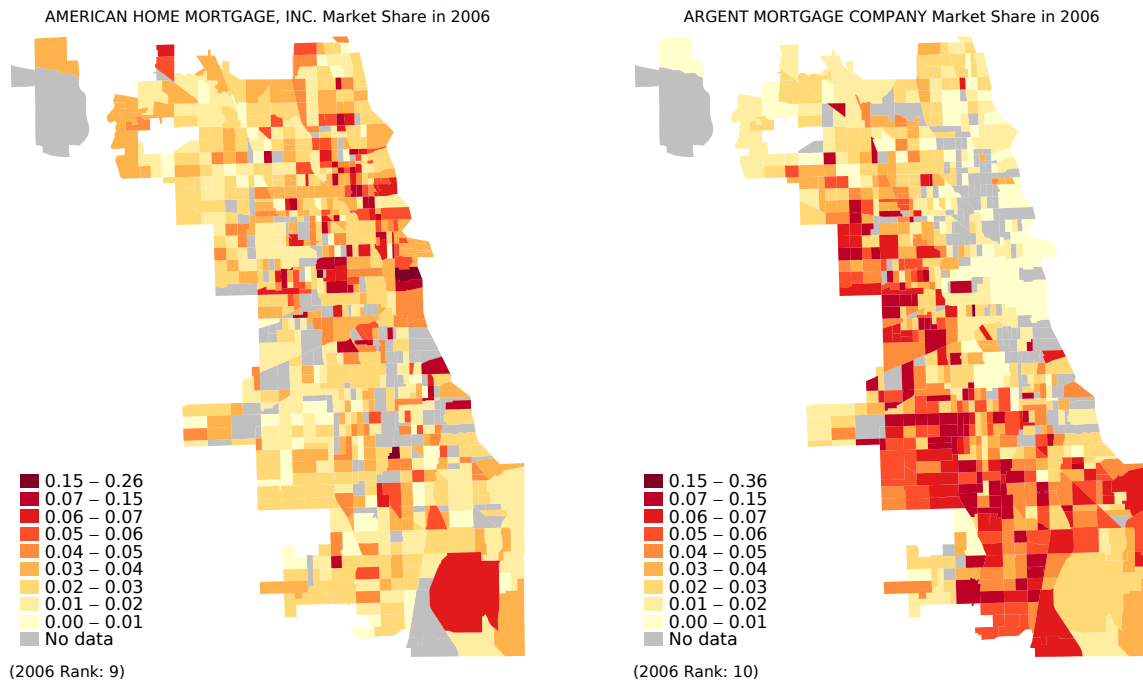 AMERICAN HOME MORTGAGE, INC. Market Share in 2006
0.15 – 0.26
0.07 – 0.15
0.06 – 0.07
0.05 – 0.06
0.04 – 0.05
0.03 – 0.04
0.02 – 0.03
0.01 – 0.02
0.00 – 0.01
No data
(2006 Rank: 9)
ARGENT MORTGAGE COMPANY Market Share in 2006
0.15 – 0.36
0.07 – 0.15
0.06 – 0.07
0.05 – 0.06
0.04 – 0.05
0.03 – 0.04
0.02 – 0.03
0.01 – 0.02
0.00 – 0.01
No data
(2006 Rank: 10)